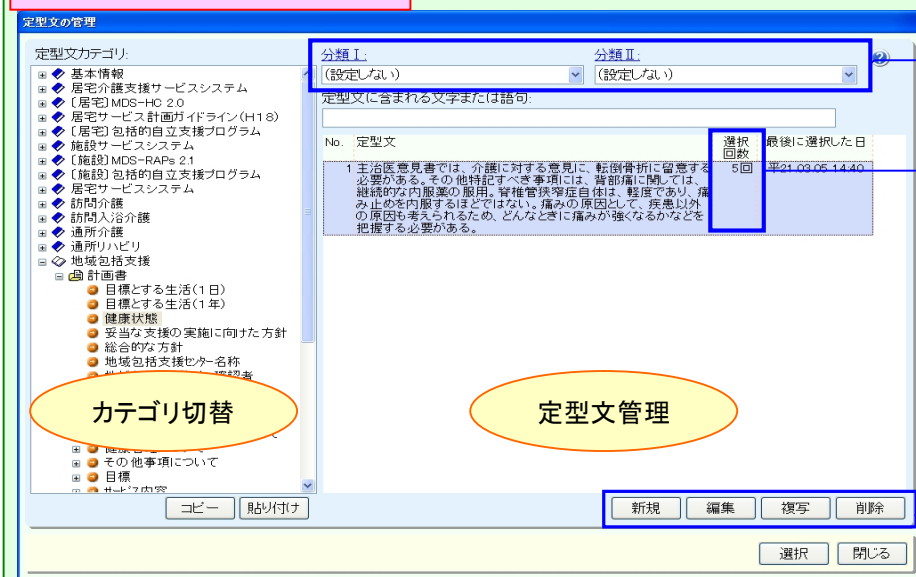 定型文の管理
定型文カテゴリ:
基本情報
居宅介護支援サービスシステム
〔居宅〕MDS-HC 2.0
居宅サービス計画ガイドライン(H18)
〔居宅〕包括的自立支援プログラム
施設サービスシステム
〔施設〕MDS-RAPs 2.1
〔施設〕包括的自立支援プログラム
居宅サービスシステム
訪問介護
訪問入浴介護
通所介護
通所リハビリ
地域包括支援
計画書
目標とする生活(1日)
目標とする生活(1年)
健康状態
妥当な支援の実施に向けた方針
総合的な方針
地域包括支援センター名称
カテゴリ切替
その他事項について
目標
サービス内容
コピー 貼り付け
分類Ⅰ: 分類Ⅱ:
(設定しない) (設定しない)
定型文に含まれる文字または語句:
No. 定型文 選択回数 最後に選択した日
1 主治医意見書では、介護に対する意見に、転倒骨折に留意する 5回 平21.03.05 14:40
必要がある。その他特記すべき事項には、背部痛に関しては、
継続的な内服薬の服用。脊椎管狭窄症自体は、軽度であり、痛
み止めを内服するほどではない。痛みの原因として、疾患以外
の原因も考えられるため、どんなときに痛みが強くなるかなどを
把握する必要がある。
定型文管理
新規 編集 複写 削除
選択 閉じる